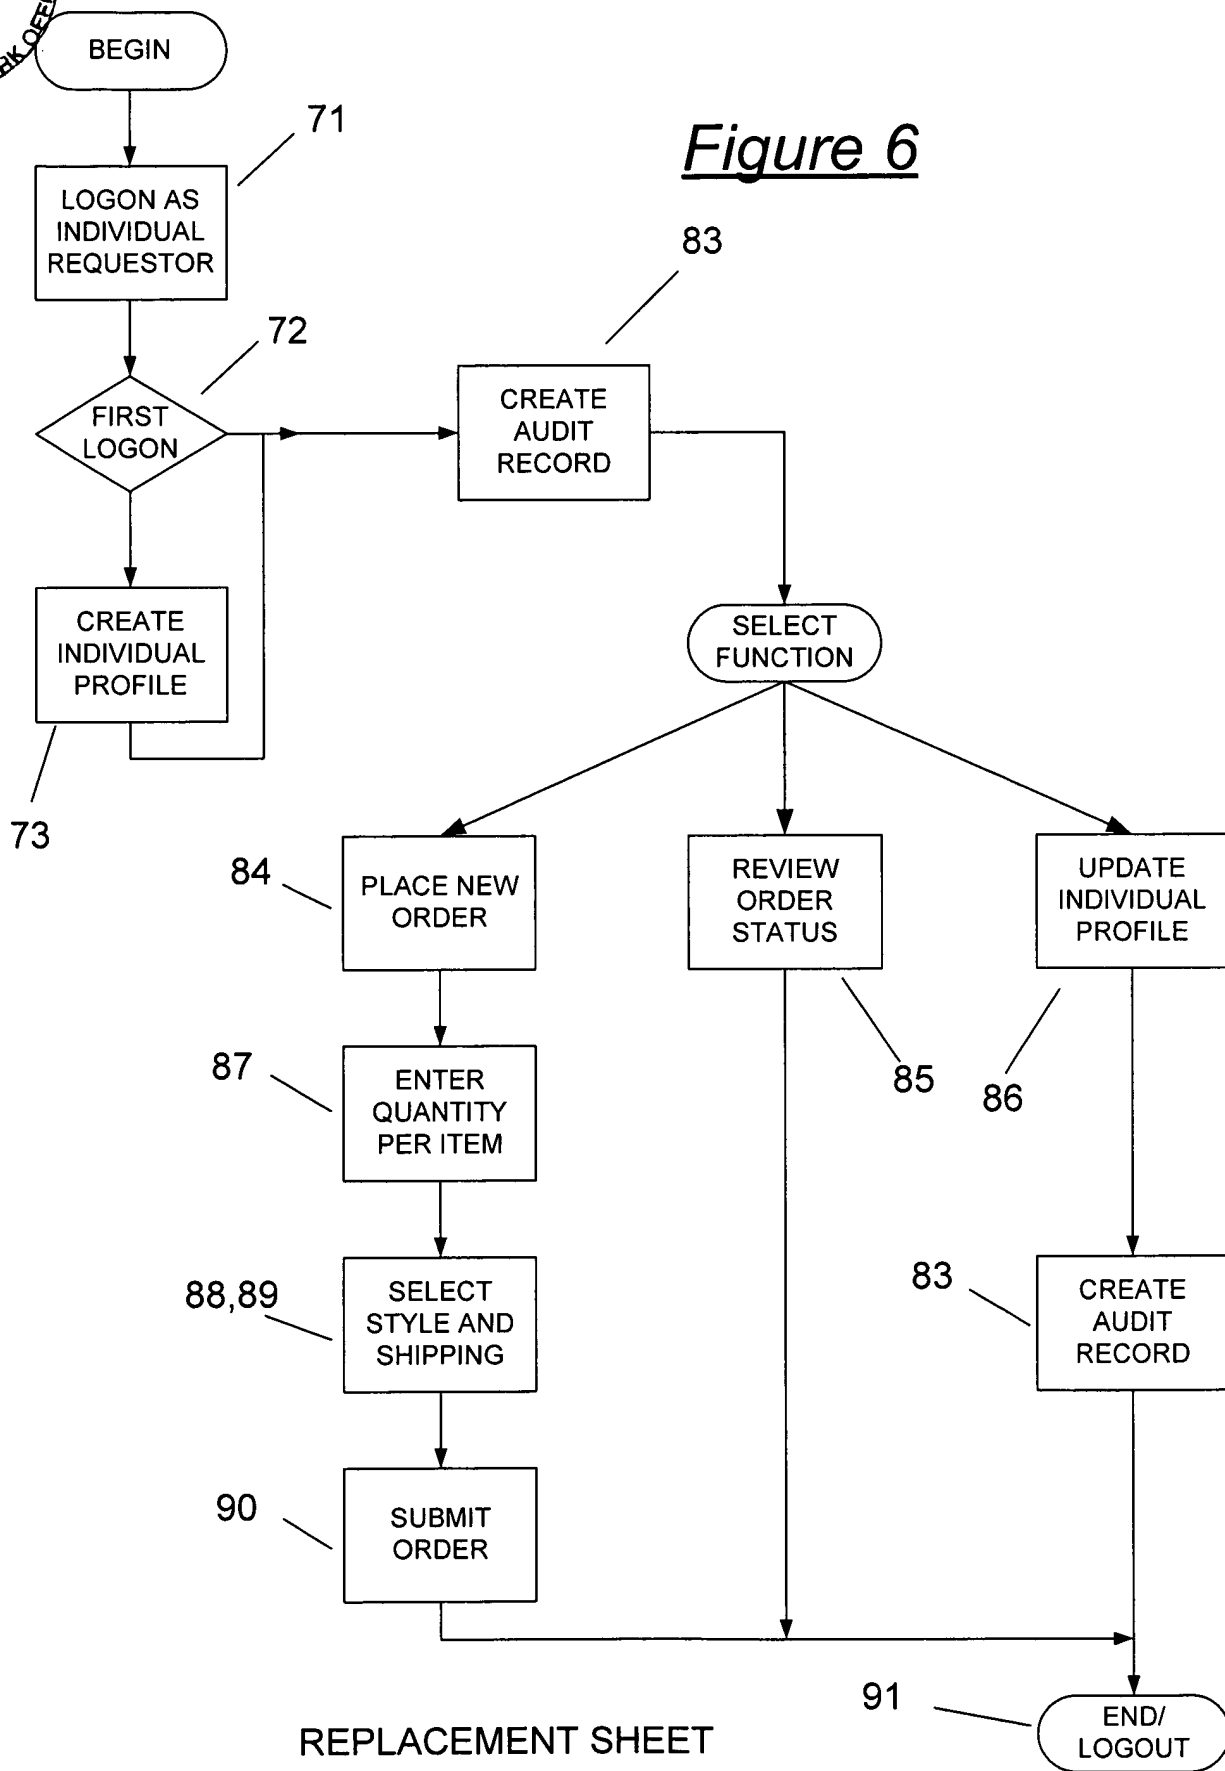 RK OFF
BEGIN
71
Figure 6
LOGON AS
INDIVIDUAL
REQUESTOR
83
72
FIRST
LOGON
CREATE
AUDIT
RECORD
CREATE
INDIVIDUAL
PROFILE
SELECT
FUNCTION
73
84
PLACE NEW
ORDER
REVIEW
ORDER
STATUS
UPDATE
INDIVIDUAL
PROFILE
87
ENTER
QUANTITY
PER ITEM
85
86
88,89
SELECT
STYLE AND
SHIPPING
83
CREATE
AUDIT
RECORD
90
SUBMIT
ORDER
91
END/
LOGOUT
REPLACEMENT SHEET